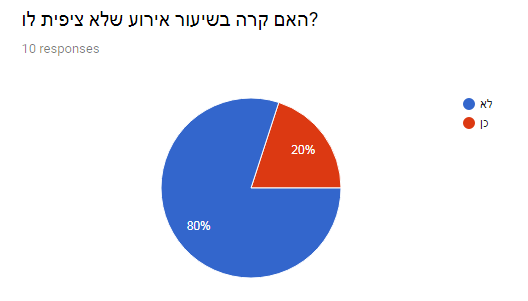 האם קרה בשיעור אירוע שלא ציפית לו?
10 responses
לא
כן
20%
80%